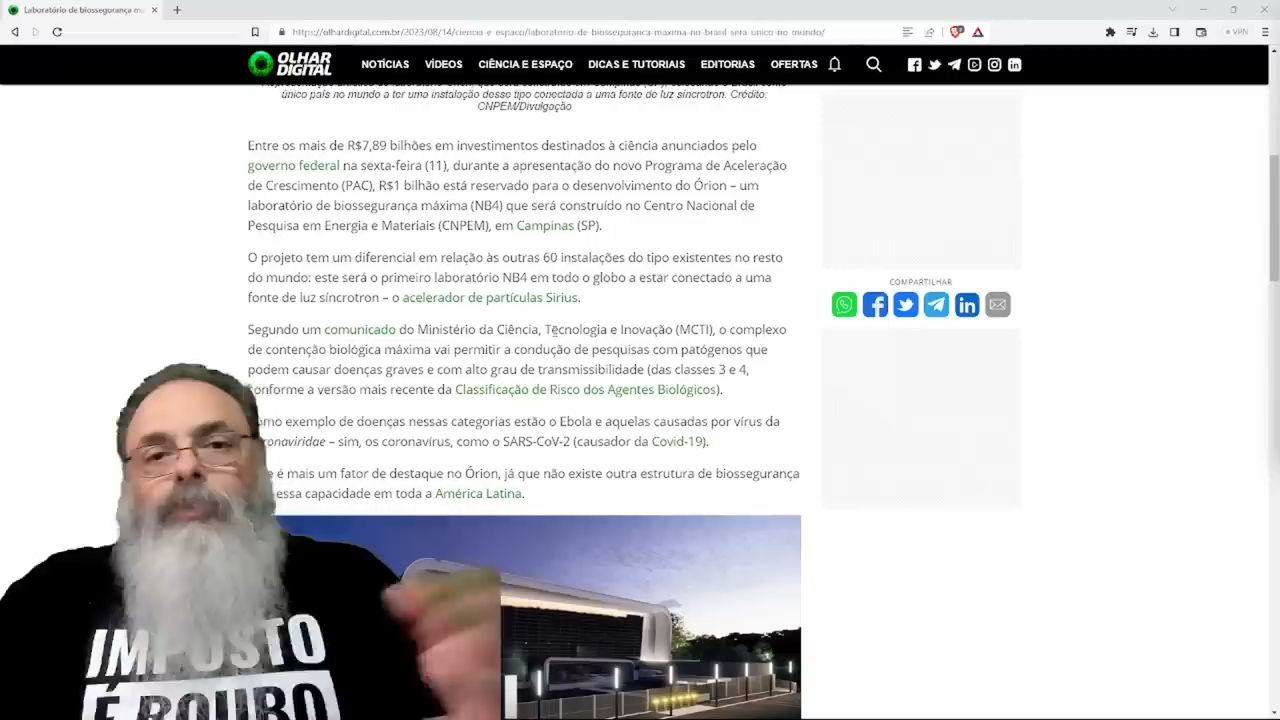 Laboratório de biossegurança má
https://olhardigital.com.br/2023/08/14/ciencia-e-espaco/laboratorio-de-biosseguranca-maxima-no-brasil-sera-unico-no-mundo/
VPN
OLHAR DIGITAL
NOTÍCIAS VÍDEOS CIÊNCIA E ESPAÇO DICAS E TUTORIAIS EDITORIAS OFERTAS
único país no mundo a ter uma instalação desse tipo conectada a uma fonte de luz síncrotron. Crédito:
CNPEM/Divulgação
Entre os mais de R$7,89 bilhões em investimentos destinados à ciência anunciados pelo
governo federal na sexta-feira (11), durante a apresentação do novo Programa de Aceleração
de Crescimento (PAC), R$1 bilhão está reservado para o desenvolvimento do Órion – um
laboratório de biossegurança máxima (NB4) que será construído no Centro Nacional de
Pesquisa em Energia e Materiais (CNPEM), em Campinas (SP).
O projeto tem um diferencial em relação às outras 60 instalações do tipo existentes no resto
do mundo: este será o primeiro laboratório NB4 em todo o globo a estar conectado a uma
fonte de luz síncrotron – o acelerador de partículas Sirius.
COMPARTILHAR
Segundo um comunicado do Ministério da Ciência, Tecnologia e Inovação (MCTI), o complexo
de contenção biológica máxima vai permitir a condução de pesquisas com patógenos que
podem causar doenças graves e com alto grau de transmissibilidade (das classes 3 e 4,
conforme a versão mais recente da Classificação de Risco dos Agentes Biológicos).
omo exemplo de doenças nessas categorias estão o Ebola e aquelas causadas por vírus da
onaviridae – sim, os coronavírus, como o SARS-CoV-2 (causador da Covid-19).
e é mais um fator de destaque no Órion, já que não existe outra estrutura de biossegurança
essa capacidade em toda a América Latina.
IMPOSTO
É ROUBO